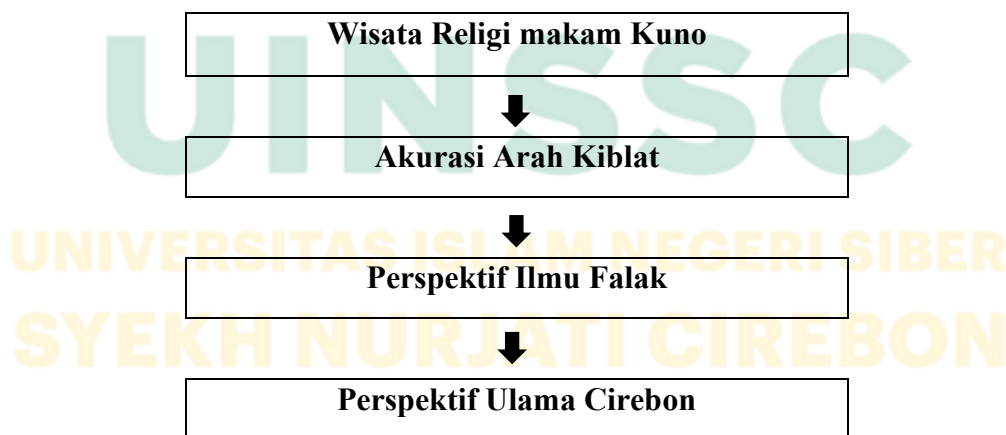 UINSSC
Wisata Religi makam Kuno
Akurasi Arah Kiblat
UNIVERSITAS ISLAM NEGERI SIBER
Perspektif Ilmu Falak
SYEKH NURJATI CIREBON
Perspektif Ulama Cirebon